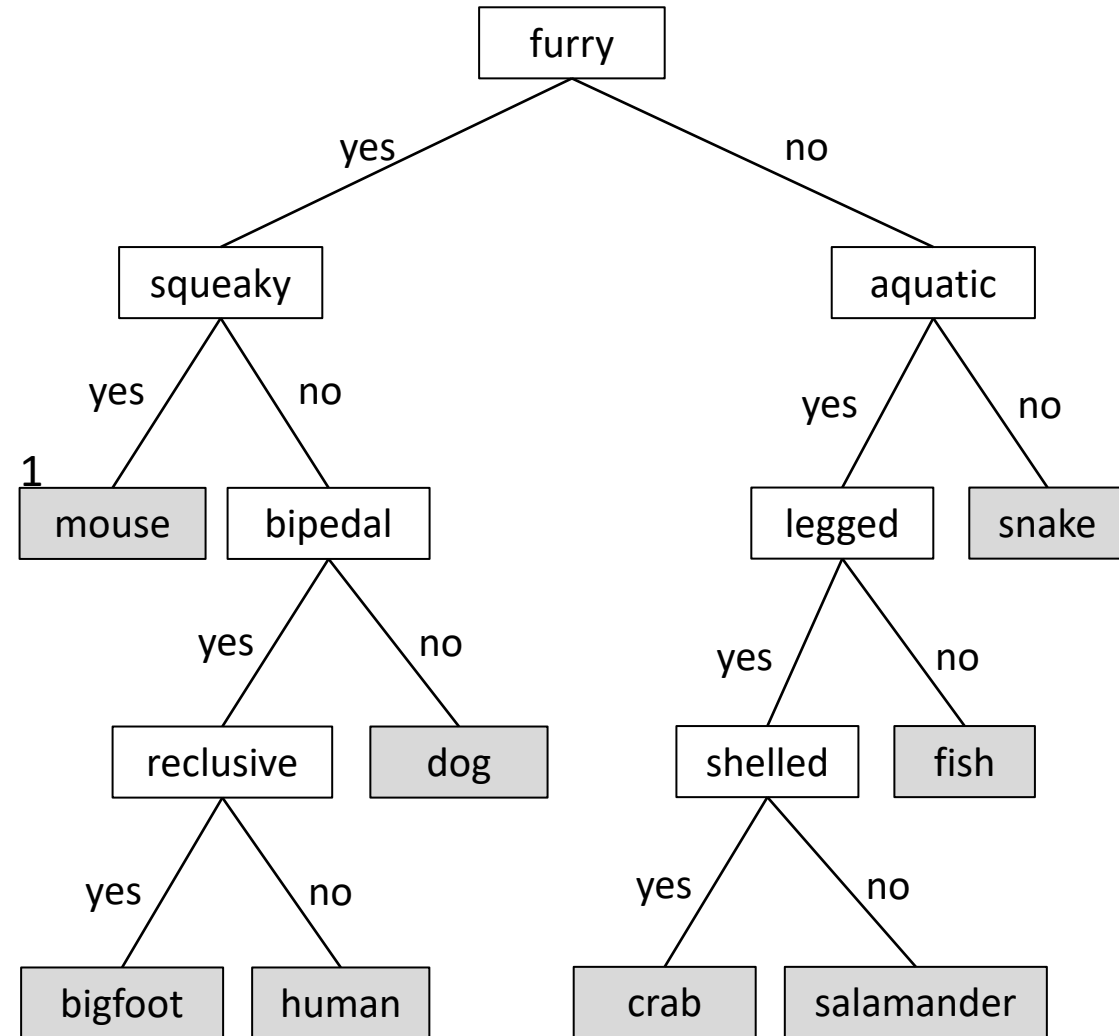 furry
yes
no
squeaky
aquatic
yes
no
yes
no
1
mouse
bipedal
legged
snake
yes
no
yes
no
reclusive
dog
shelled
fish
yes
no
yes
no
bigfoot
human
crab
salamander